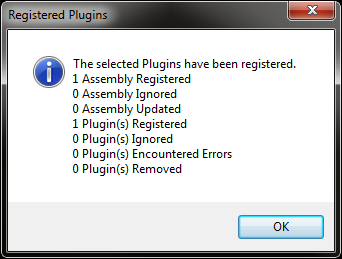 Registered Plugins
The selected Plugins have been registered.
1 Assembly Registered
0 Assembly Ignored
0 Assembly Updated
1 Plugin(s) Registered
0 Plugin(s) Ignored
0 Plugin(s) Encountered Errors
0 Plugin(s) Removed
OK